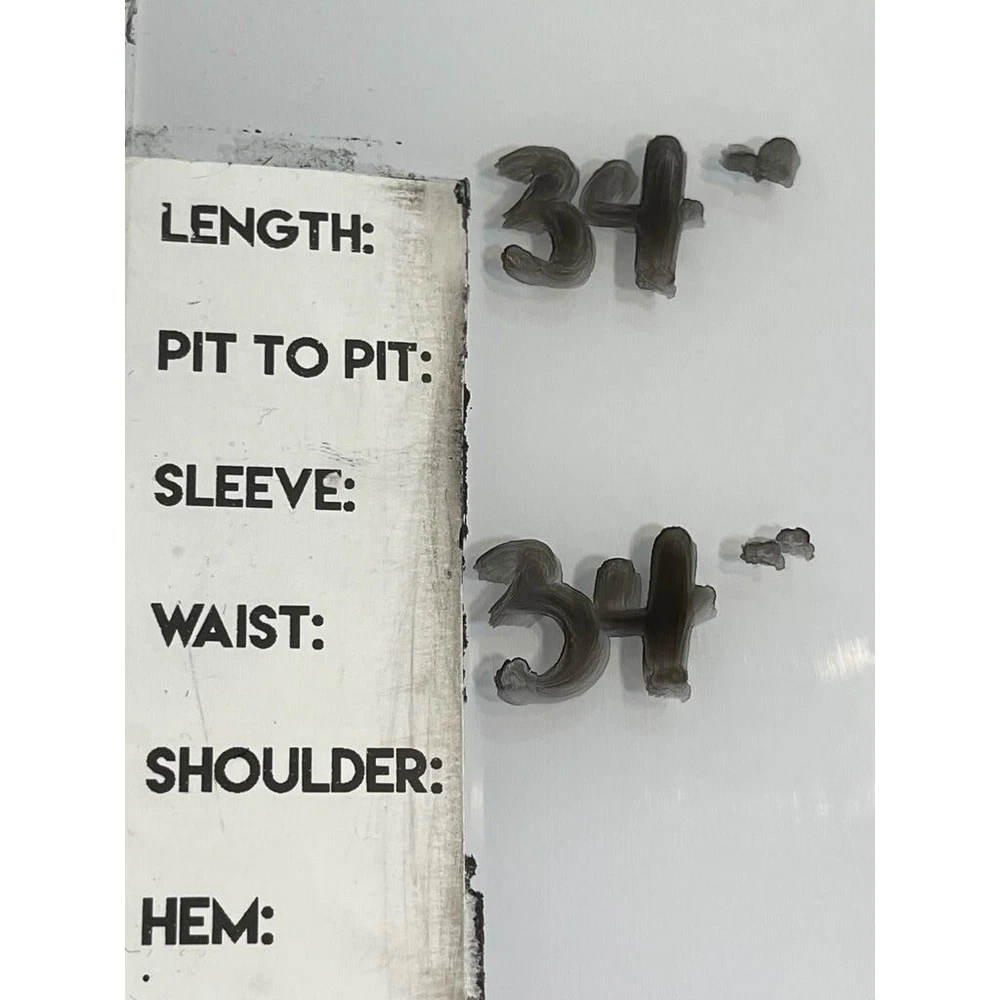 LENGTH: 34"
PIT TO PIT:
SLEEVE:
WAIST: 34"
SHOULDER:
HEM: